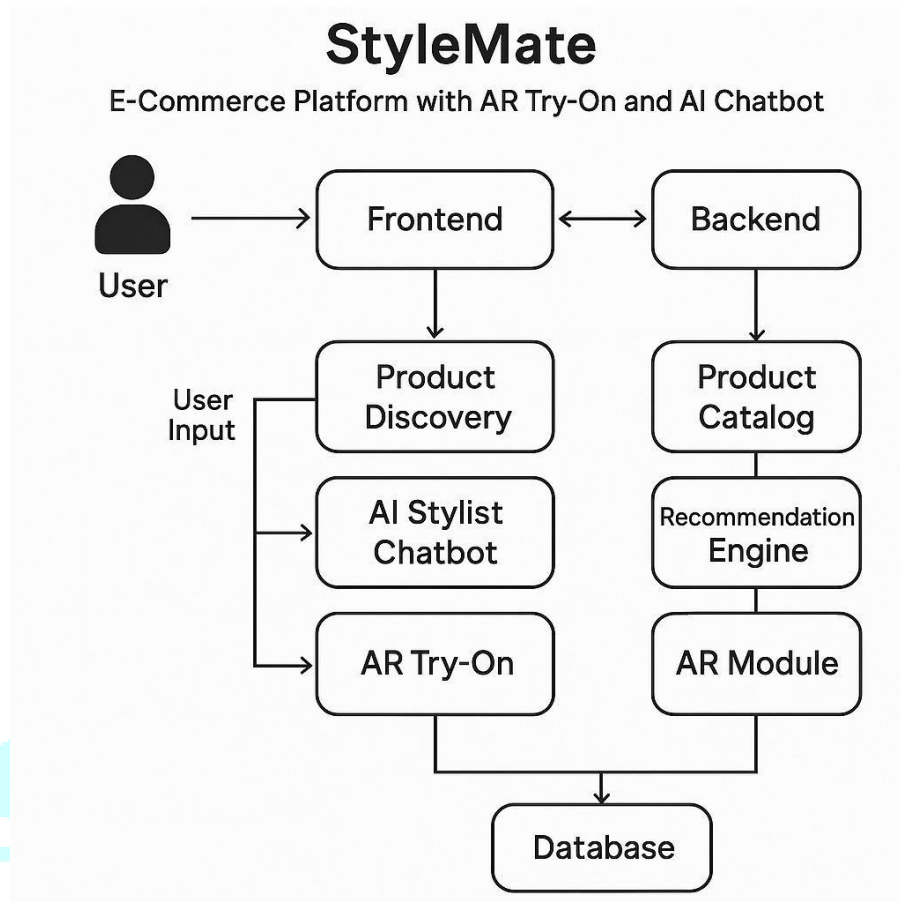 StyleMate
E-Commerce Platform with AR Try-On and AI Chatbot
User
Frontend
Backend
User
Input
Product
Discovery
Product
Catalog
AI Stylist
Chatbot
Recommendation
Engine
AR Try-On
AR Module
Database